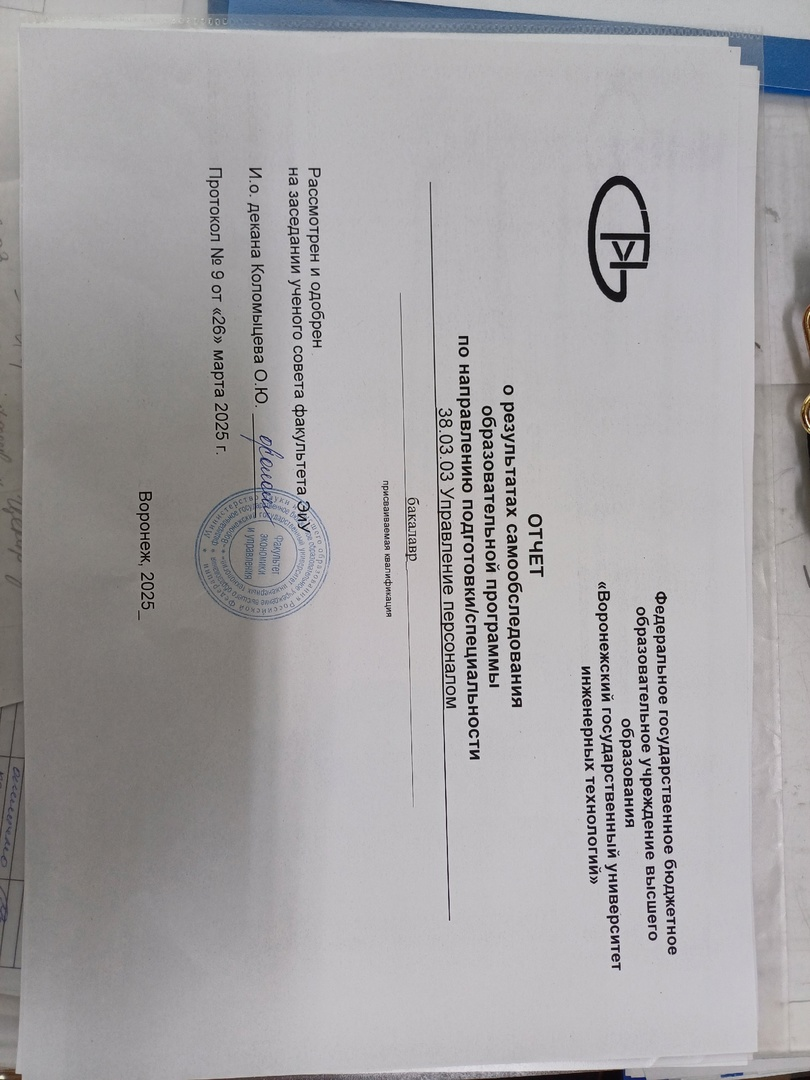 Федеральное государственное бюджетное
образовательное учреждение высшего
образования
«Воронежский государственный университет
инженерных технологий»
ОТЧЕТ
о результатах самообследования
образовательной программы
по направлению подготовки/специальности
38.03.03 Управление персоналом
бакалавр
присваиваемая квалификация
Рассмотрен и одобрен
на заседании ученого совета факультета ЭиУ
И.о. декана Коломыцева О.Ю.
Протокол № 9 от «26» марта 2025 г.
Факультет
экономики
и управления
Воронеж, 2025_